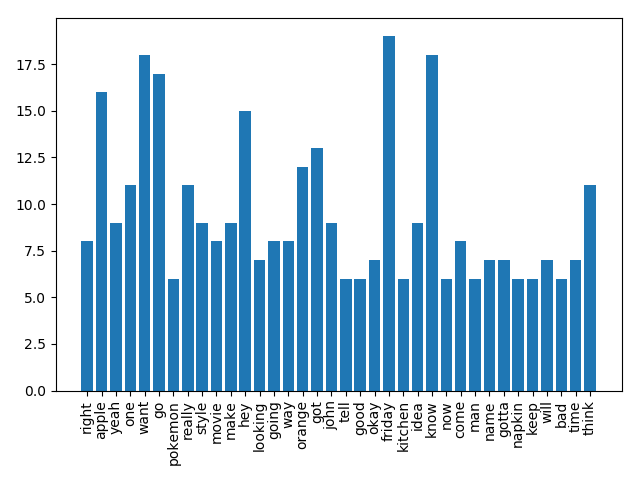 17.5
15.0
12.5
10.0
7.5
5.0
2.5
0.0
right
apple
yeah
one
want
go
pokemon
really
style
movie
make
hey
looking
going
way
orange
got
john
tell
good
okay
friday
kitchen
idea
know
now
come
man
name
gotta
napkin
keep
will
bad
time
think